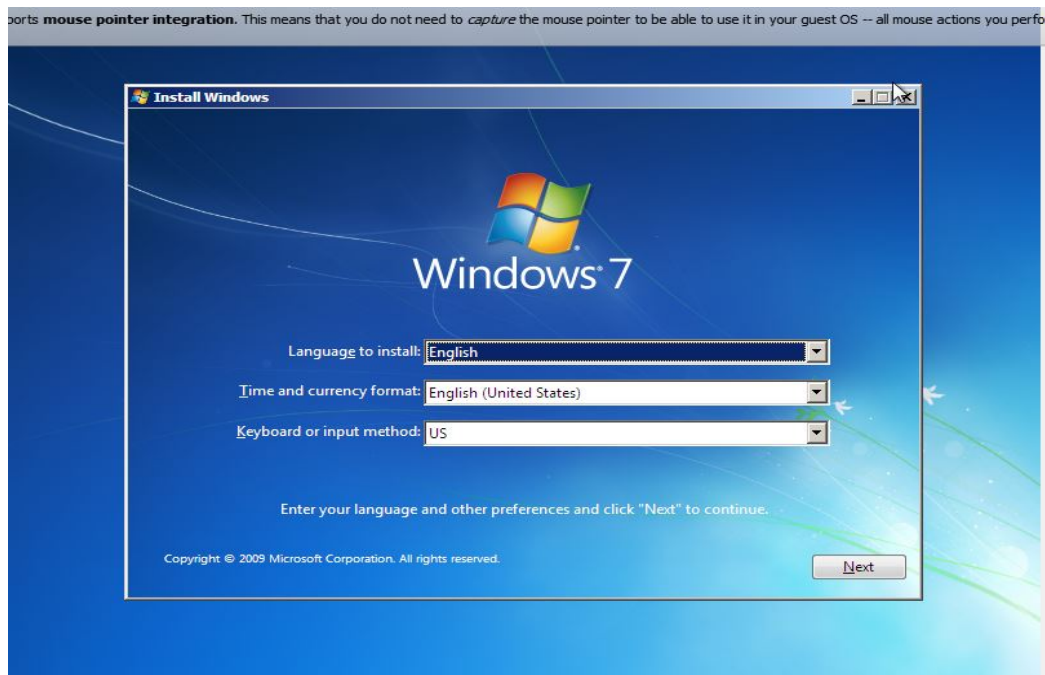 orts mouse pointer integration. This means that you do not need to capture the mouse pointer to be able to use it in your guest OS -- all mouse actions you perfo
Install Windows
Windows® 7
Language to install: English
Time and currency format: English (United States)
Keyboard or input method: US
Enter your language and other preferences and click "Next" to continue.
Copyright © 2009 Microsoft Corporation. All rights reserved.
Next